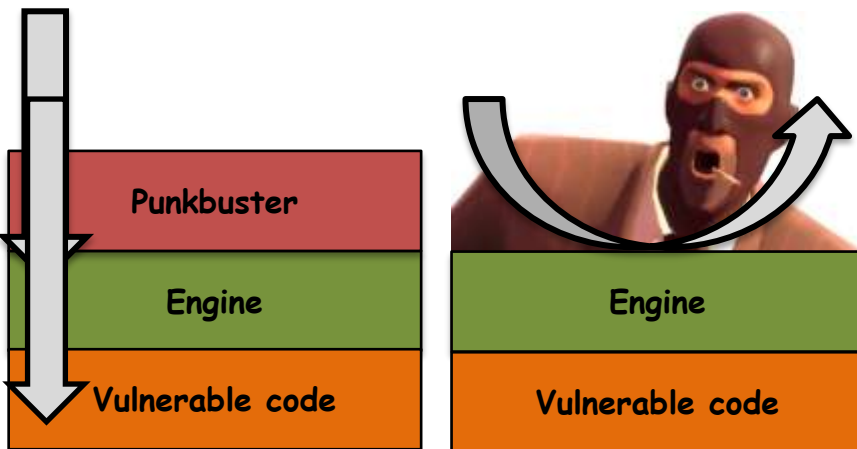 Punkbuster
Engine
Vulnerable code
Engine
Vulnerable code